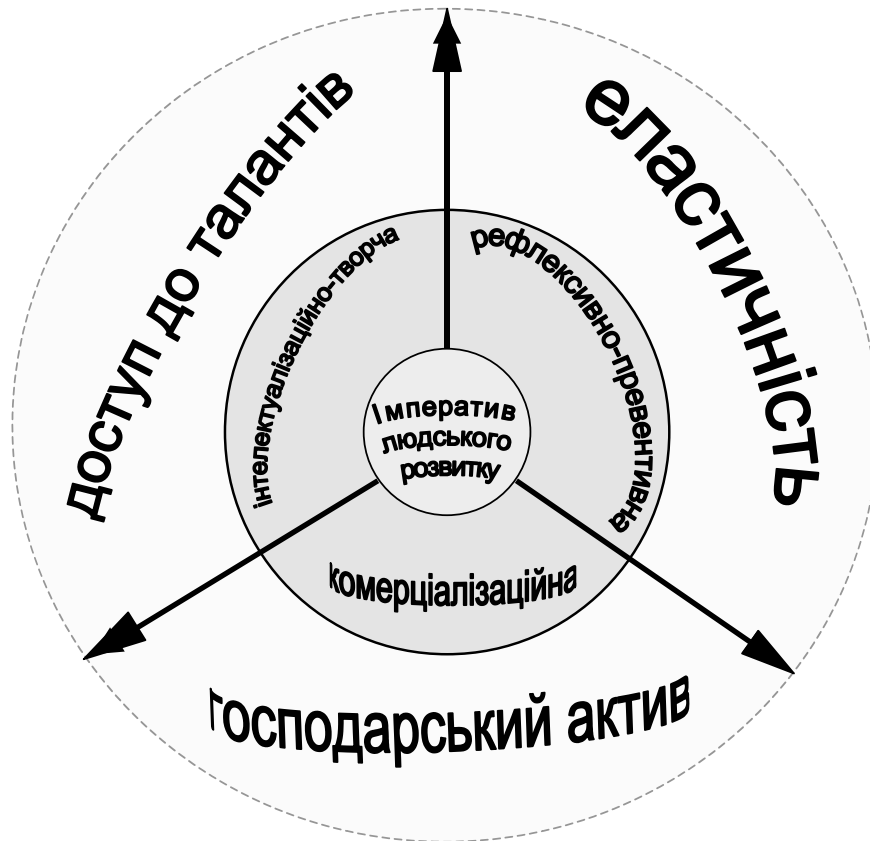 доступ до талантів
еластичність
інтелектуалізаційно-творча
рефлексивно-превентивна
Імператив
людського
розвитку
комерціалізаційна
господарський актив